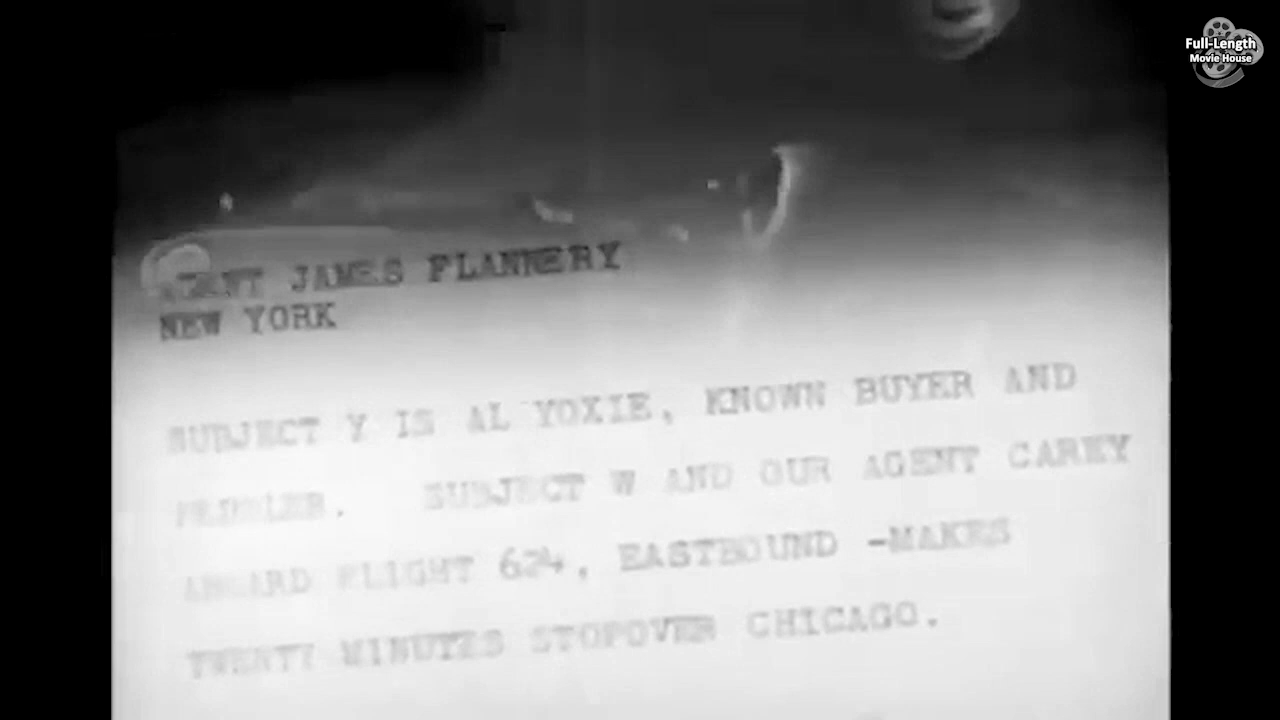 Full-Length
Movie House
AGENT JAMES FLANNERY
NEW YORK
SUBJECT Y IS AL YOXIE, KNOWN BUYER AND
PEDDLER. SUBJECT W AND OUR AGENT CAREY
ABOARD FLIGHT 624, EASTBOUND -MAKES
TWENTY MINUTES STOPOVER CHICAGO.